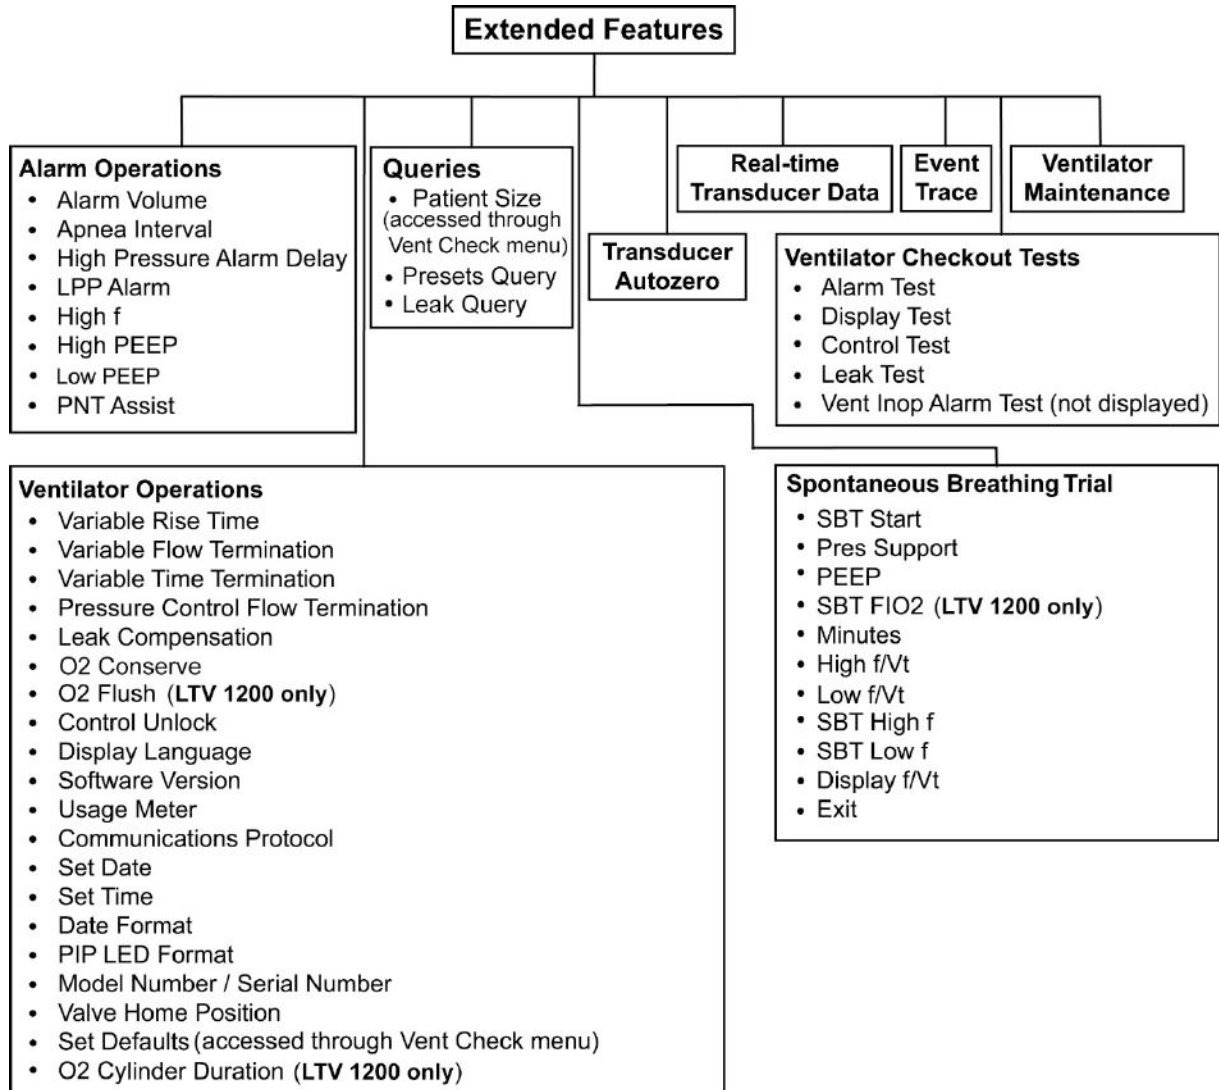 Extended Features
Alarm Operations
• Alarm Volume
• Apnea Interval
• High Pressure Alarm Delay
• LPP Alarm
• High f
• High PEEP
• Low PEEP
• PNT Assist
Queries
• Patient Size
(accessed through
Vent Check menu)
• Presets Query
• Leak Query
Transducer
Autozero
Real-time
Transducer Data
Event
Trace
Ventilator
Maintenance
Ventilator Checkout Tests
• Alarm Test
• Display Test
• Control Test
• Leak Test
• Vent Inop Alarm Test (not displayed)
Ventilator Operations
• Variable Rise Time
• Variable Flow Termination
• Variable Time Termination
• Pressure Control Flow Termination
• Leak Compensation
• O2 Conserve
• O2 Flush (LTV 1200 only)
• Control Unlock
• Display Language
• Software Version
• Usage Meter
• Communications Protocol
• Set Date
• Set Time
• Date Format
• PIP LED Format
• Model Number / Serial Number
• Valve Home Position
• Set Defaults (accessed through Vent Check menu)
• O2 Cylinder Duration (LTV 1200 only)
Spontaneous Breathing Trial
• SBT Start
• Pres Support
• PEEP
• SBT FIO2 (LTV 1200 only)
• Minutes
• High f/Vt
• Low f/Vt
• SBT High f
• SBT Low f
• Display f/Vt
• Exit